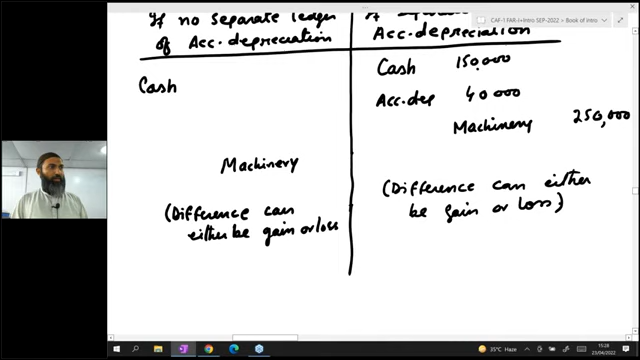 CAF-1 FAR-I+Intro SEP-2022 > Book of intro
If no separate ledger
of Acc. depreciation
Acc. depreciation
Cash
Cash 150,000
Acc. dep 40000
Machinery 250,000
Machinery
(Difference can
either be gain or loss
(Difference can either
be gain or loss)
35°C Haze
15:28
23/04/2022